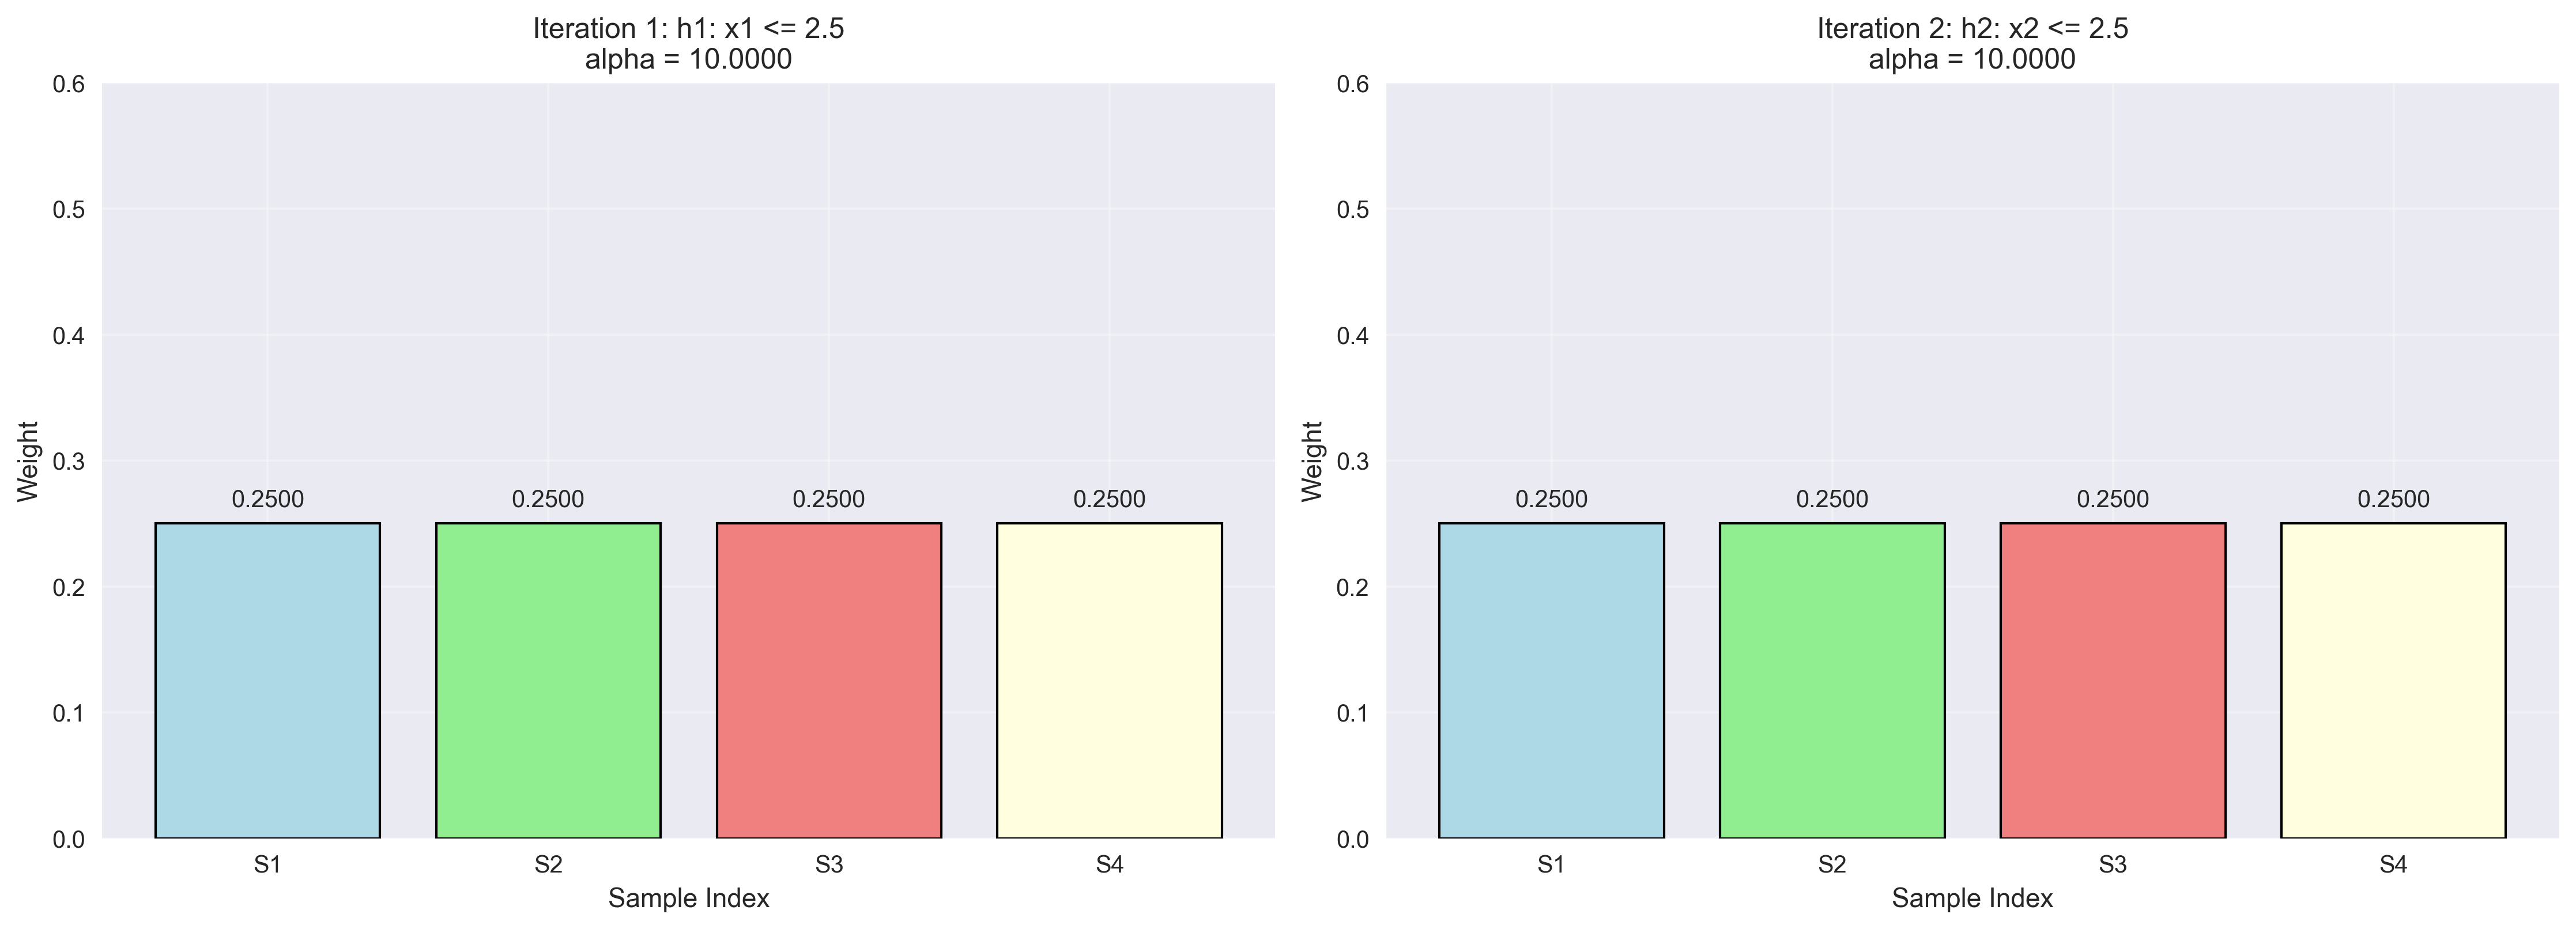 Iteration 1: h1: x1 <= 2.5
alpha = 10.0000
0.6
0.5
0.4
0.3
0.2
0.1
0.0
Weight
0.2500 0.2500 0.2500 0.2500
S1 S2 S3 S4
Sample Index
Iteration 2: h2: x2 <= 2.5
alpha = 10.0000
0.6
0.5
0.4
0.3
0.2
0.1
0.0
Weight
0.2500 0.2500 0.2500 0.2500
S1 S2 S3 S4
Sample Index